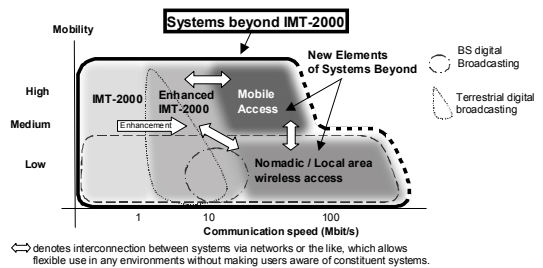 Systems beyond IMT-2000
Mobility
New Elements
of Systems Beyond
BS digital
Broadcasting
Terrestrial digital
broadcasting
High
Medium
Low
IMT-2000
Enhanced
IMT-2000
Mobile
Access
Enhancement
Nomadic / Local area
wireless access
1
10
100
Communication speed (Mbit/s)
denotes interconnection between systems via networks or the like, which allows
flexible use in any environments without making users aware of constituent systems.